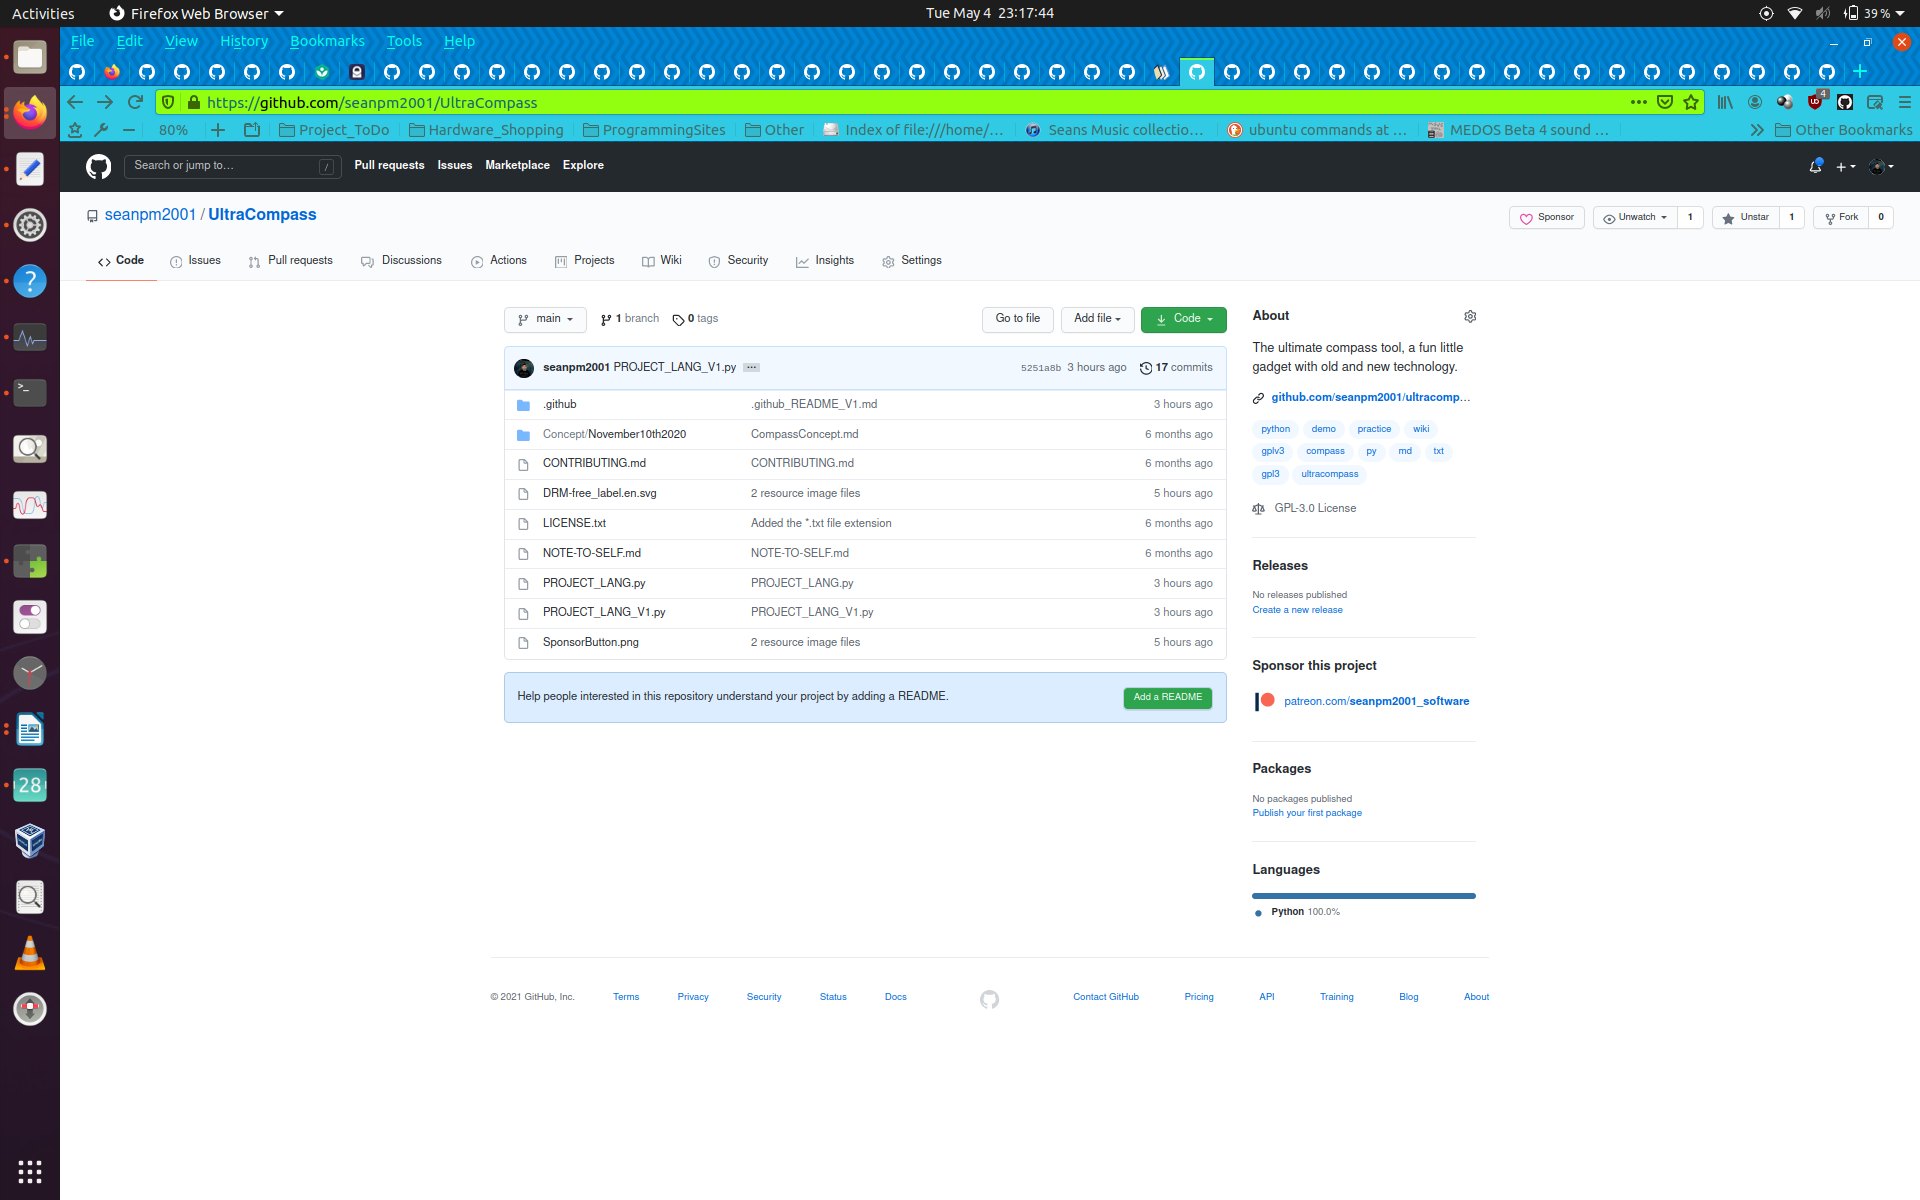 Activities Firefox Web Browser Tue May 4 23:17:44 39 %
File Edit View History Bookmarks Tools Help
https://github.com/seanpm2001/UltraCompass 4
80% Project_ToDo Hardware_Shopping ProgrammingSites Other Index of file:///home/... Seans Music collectio... ubuntu commands at ... MEDOS Beta 4 sound ... Other Bookmarks
Search or jump to... / Pull requests Issues Marketplace Explore
seanpm2001 / UltraCompass Sponsor Unwatch 1 Unstar 1 Fork 0
Code Issues Pull requests Discussions Actions Projects Wiki Security Insights Settings
main 1 branch 0 tags Go to file Add file Code
seanpm2001 PROJECT_LANG_V1.py ... 5251a8b 3 hours ago 17 commits
.github .github_README_V1.md 3 hours ago
Concept/November10th2020 CompassConcept.md 6 months ago
CONTRIBUTING.md CONTRIBUTING.md 6 months ago
DRM-free_label.en.svg 2 resource image files 5 hours ago
LICENSE.txt Added the *.txt file extension 6 months ago
NOTE-TO-SELF.md NOTE-TO-SELF.md 6 months ago
PROJECT_LANG.py PROJECT_LANG.py 3 hours ago
PROJECT_LANG_V1.py PROJECT_LANG_V1.py 3 hours ago
SponsorButton.png 2 resource image files 5 hours ago
Help people interested in this repository understand your project by adding a README. Add a README
About
The ultimate compass tool, a fun little
gadget with old and new technology.
github.com/seanpm2001/ultracomp...
python demo practice wiki
gplv3 compass py md txt
gpl3 ultracompass
GPL-3.0 License
Releases
No releases published
Create a new release
Sponsor this project
patreon.com/seanpm2001_software
Packages
No packages published
Publish your first package
Languages
Python 100.0%
© 2021 GitHub, Inc. Terms Privacy Security Status Docs Contact GitHub Pricing API Training Blog About
28